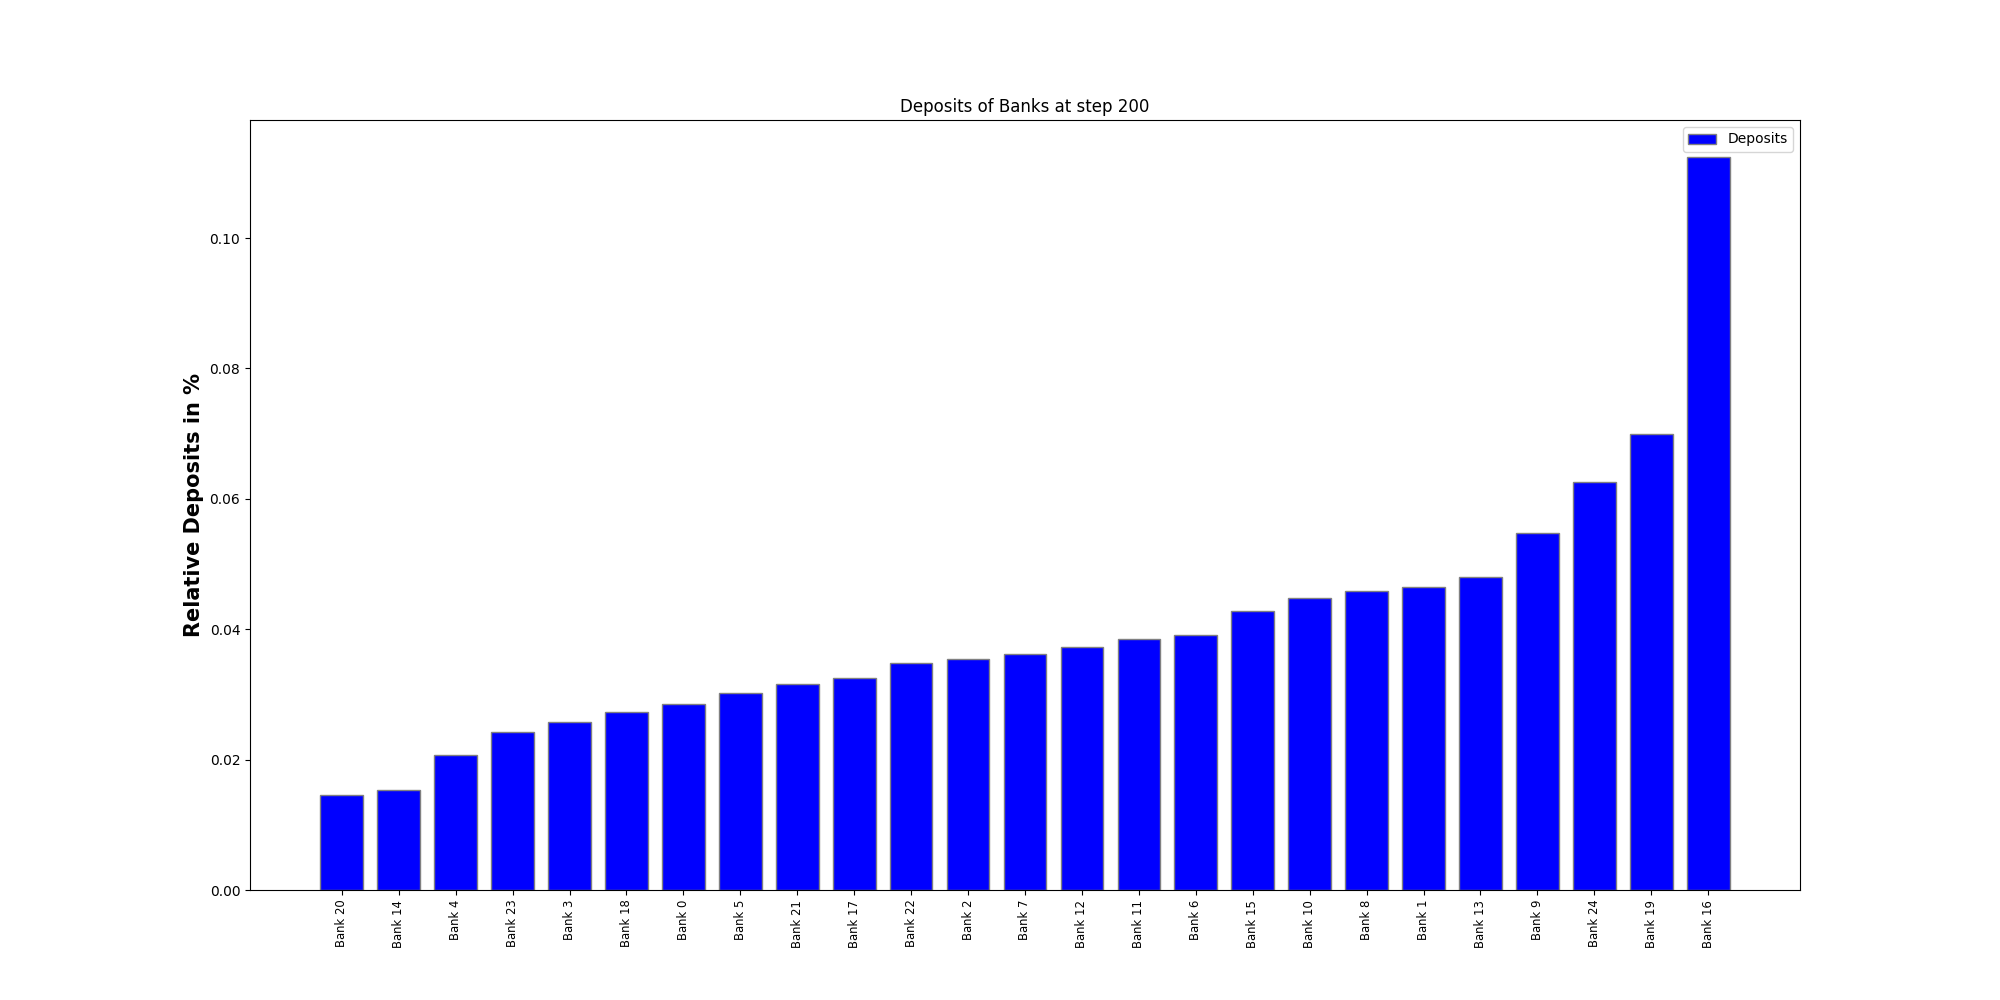 Deposits of Banks at step 200
Deposits
Relative Deposits in %
0.10
0.08
0.06
0.04
0.02
0.00
Bank 20
Bank 14
Bank 4
Bank 23
Bank 3
Bank 18
Bank 0
Bank 5
Bank 21
Bank 17
Bank 22
Bank 2
Bank 7
Bank 12
Bank 11
Bank 6
Bank 15
Bank 10
Bank 8
Bank 1
Bank 13
Bank 9
Bank 24
Bank 19
Bank 16